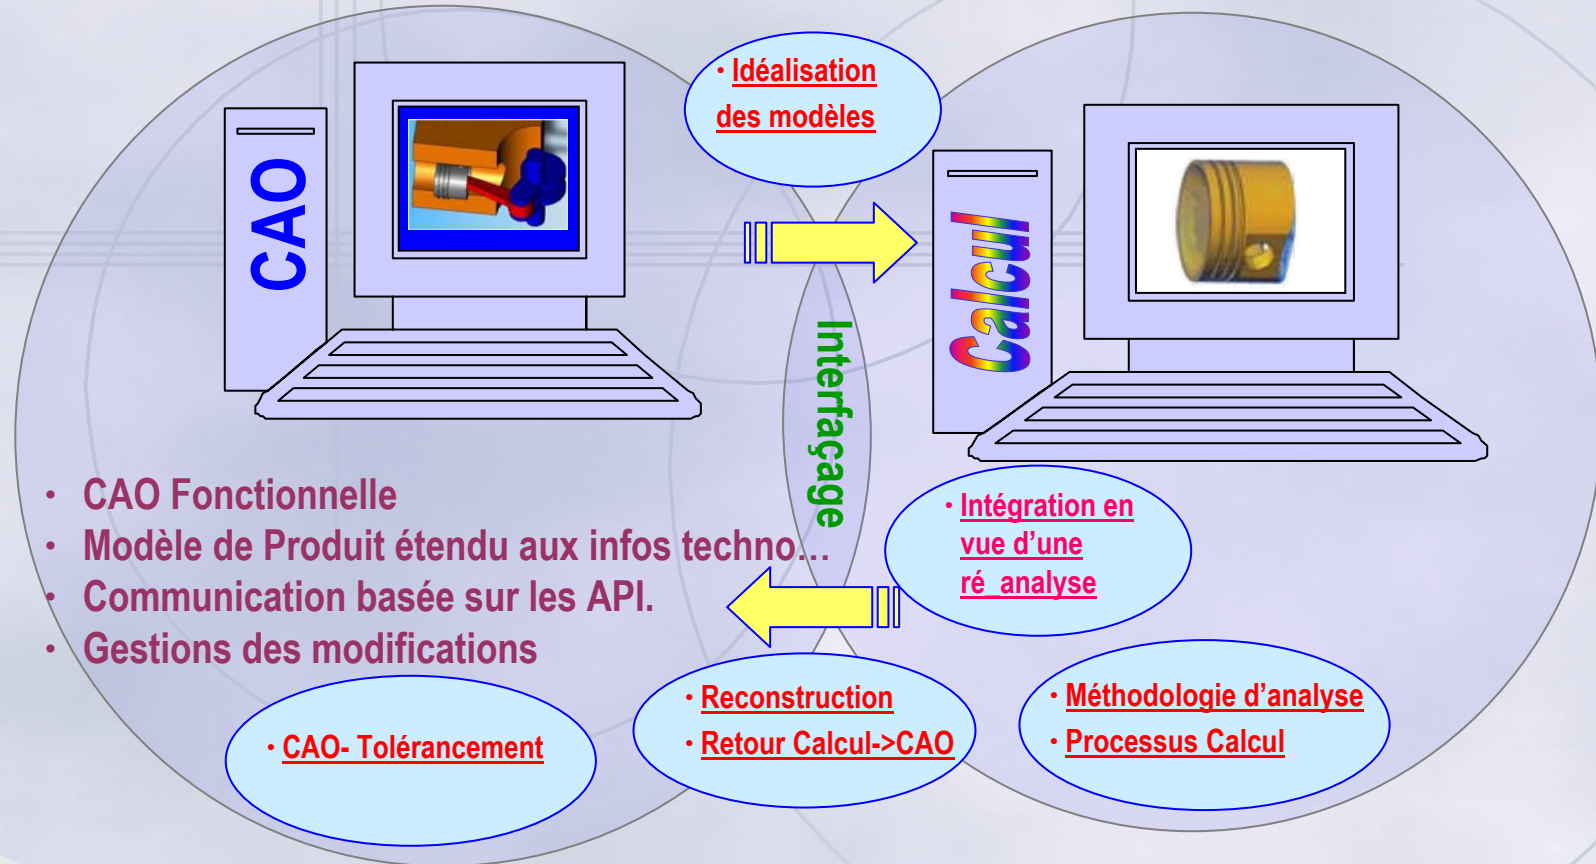 • Idéalisation
des modèles
CAO
Calcul
Interfaçage
• CAO Fonctionnelle
• Modèle de Produit étendu aux infos techno…
• Communication basée sur les API.
• Gestions des modifications
• Intégration en
vue d’une
ré_analyse
• CAO- Tolérancement
• Reconstruction
• Retour Calcul->CAO
• Méthodologie d’analyse
• Processus Calcul